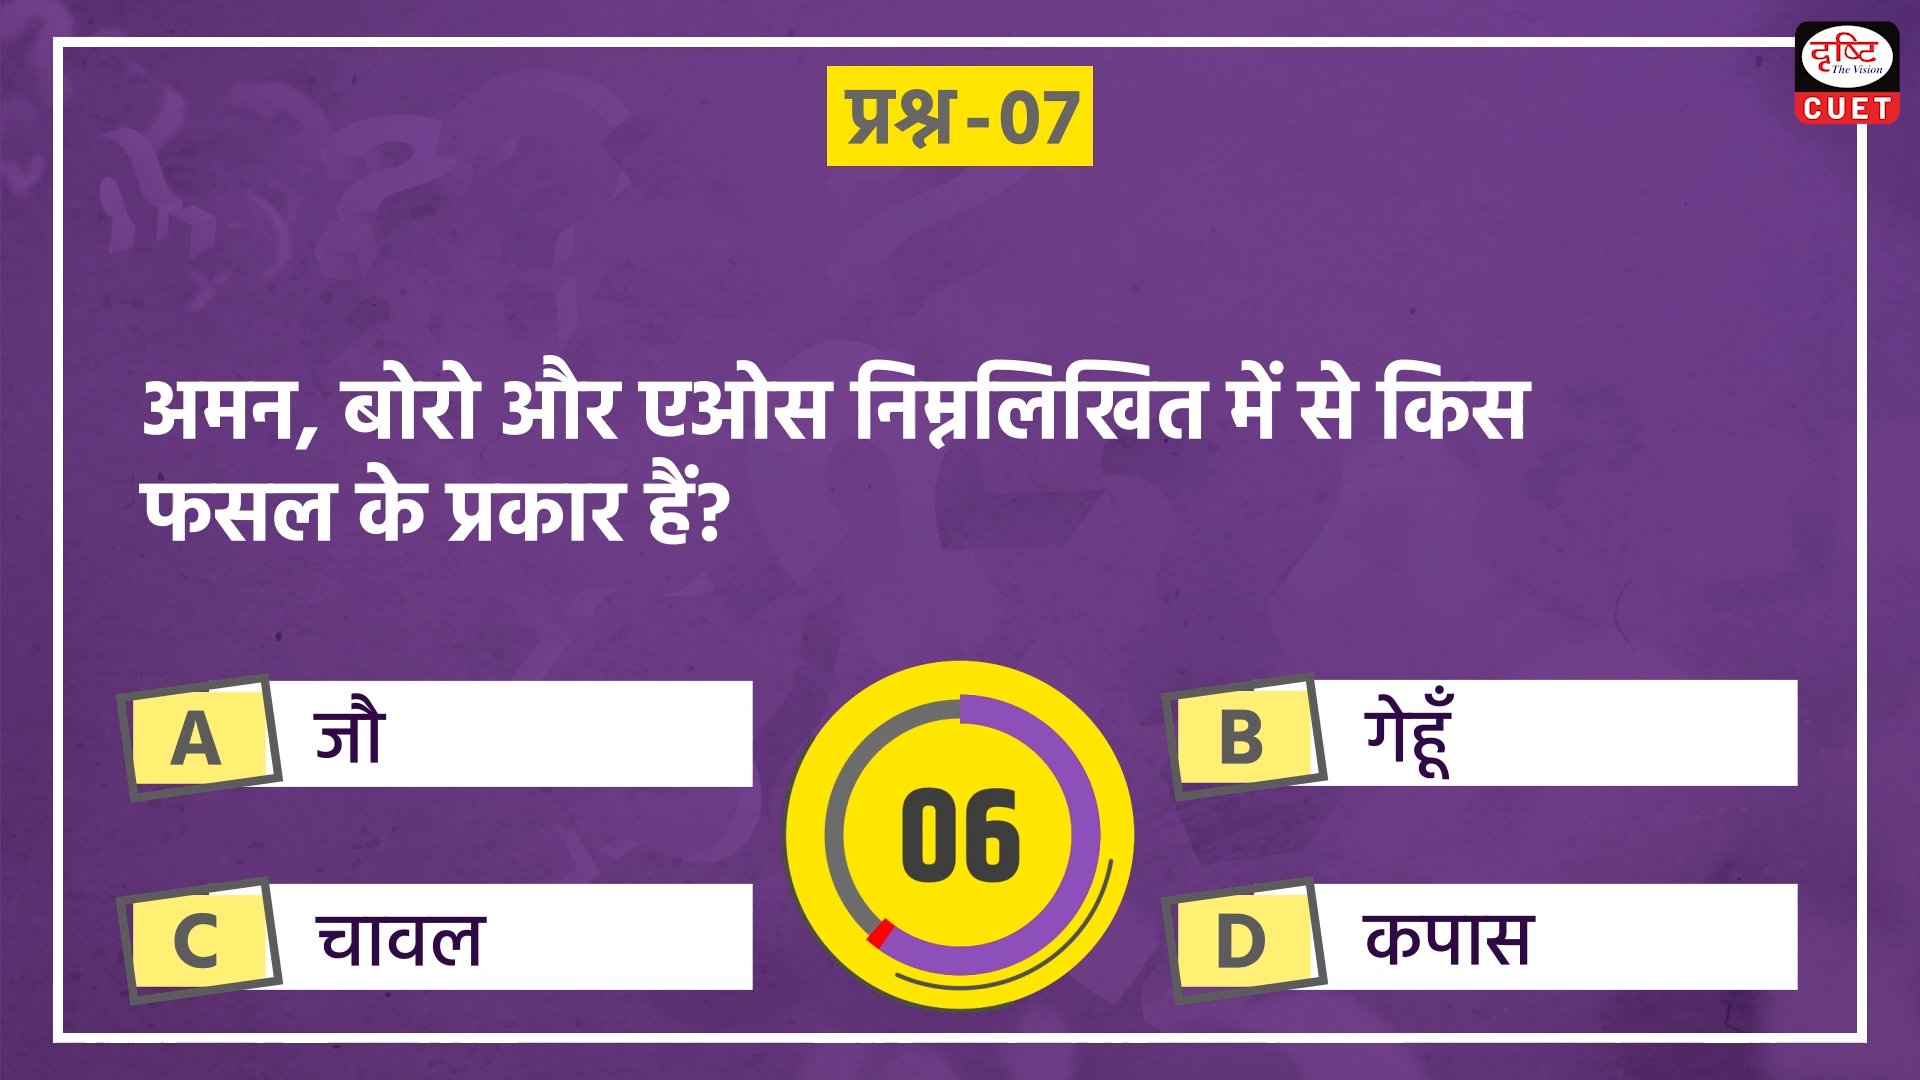 दृष्टि
The Vision
CUET
प्रश्न-07
अमन, बोरो और एओस निम्नलिखित में से किस
फसल के प्रकार हैं?
A जौ
B गेहूँ
06
C चावल
D कपास